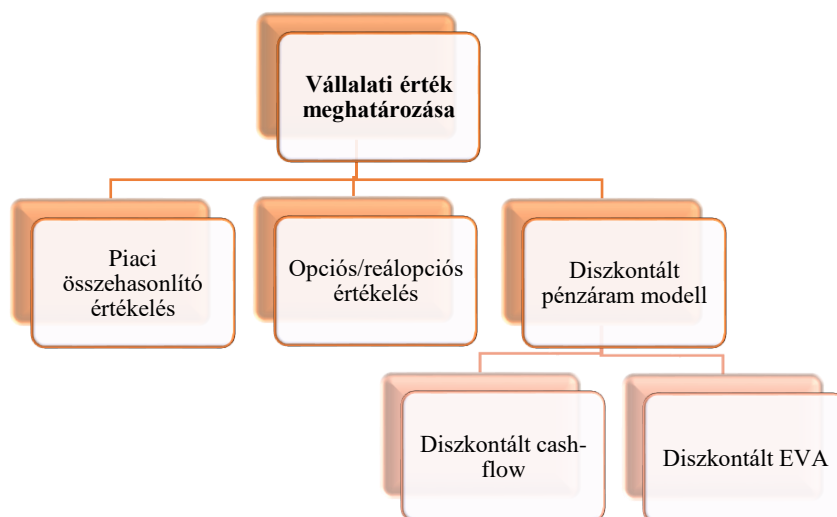 Vállalati érték
meghatározása
Piaci
összehasonlító
értékelés
Opciós/reálopciós
értékelés
Diszkontált
pénzáram modell
Diszkontált cash-
flow
Diszkontált EVA